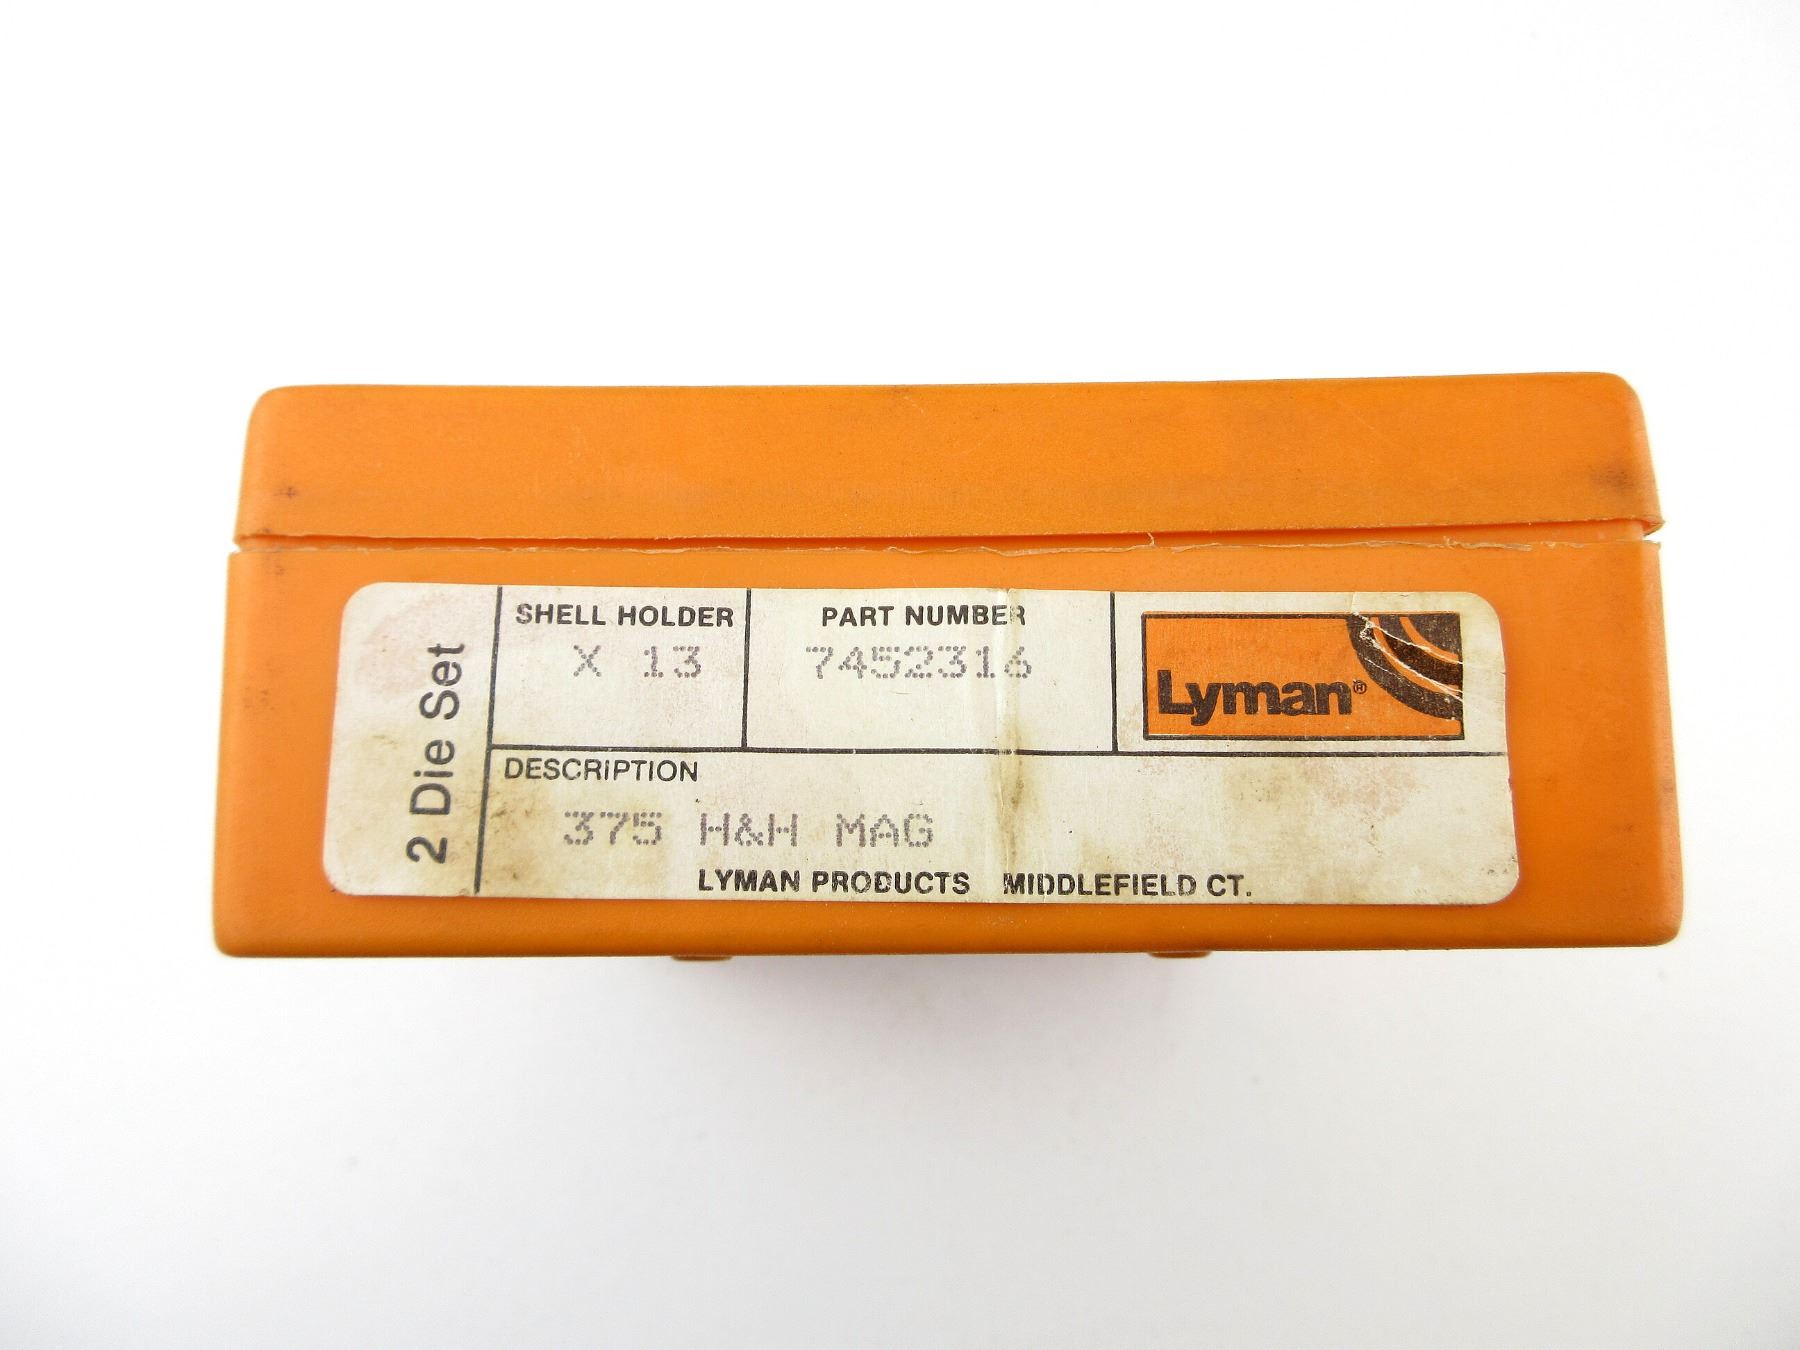 2 Die Set
SHELL HOLDER
X 13
PART NUMBER
7452316
Lyman®
DESCRIPTION
375 H&H MAG
LYMAN PRODUCTS MIDDLEFIELD CT.